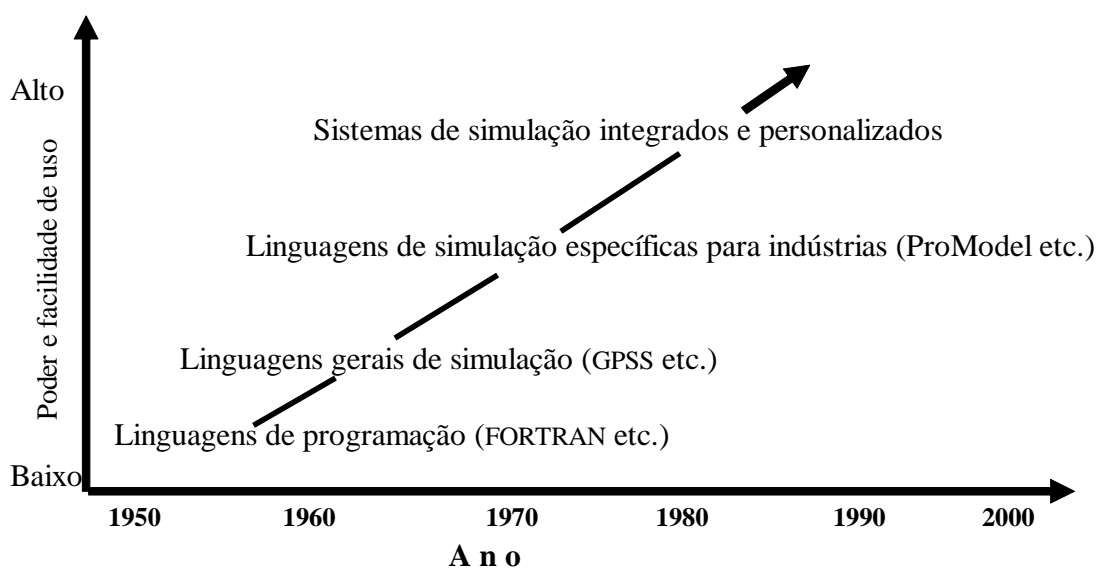 Alto
Sistemas de simulação integrados e personalizados
Poder e facilidade de uso
Linguagens de simulação específicas para indústrias (ProModel etc.)
Linguagens gerais de simulação (GPSS etc.)
Linguagens de programação (FORTRAN etc.)
Baixo
1950 1960 1970 1980 1990 2000
A n o